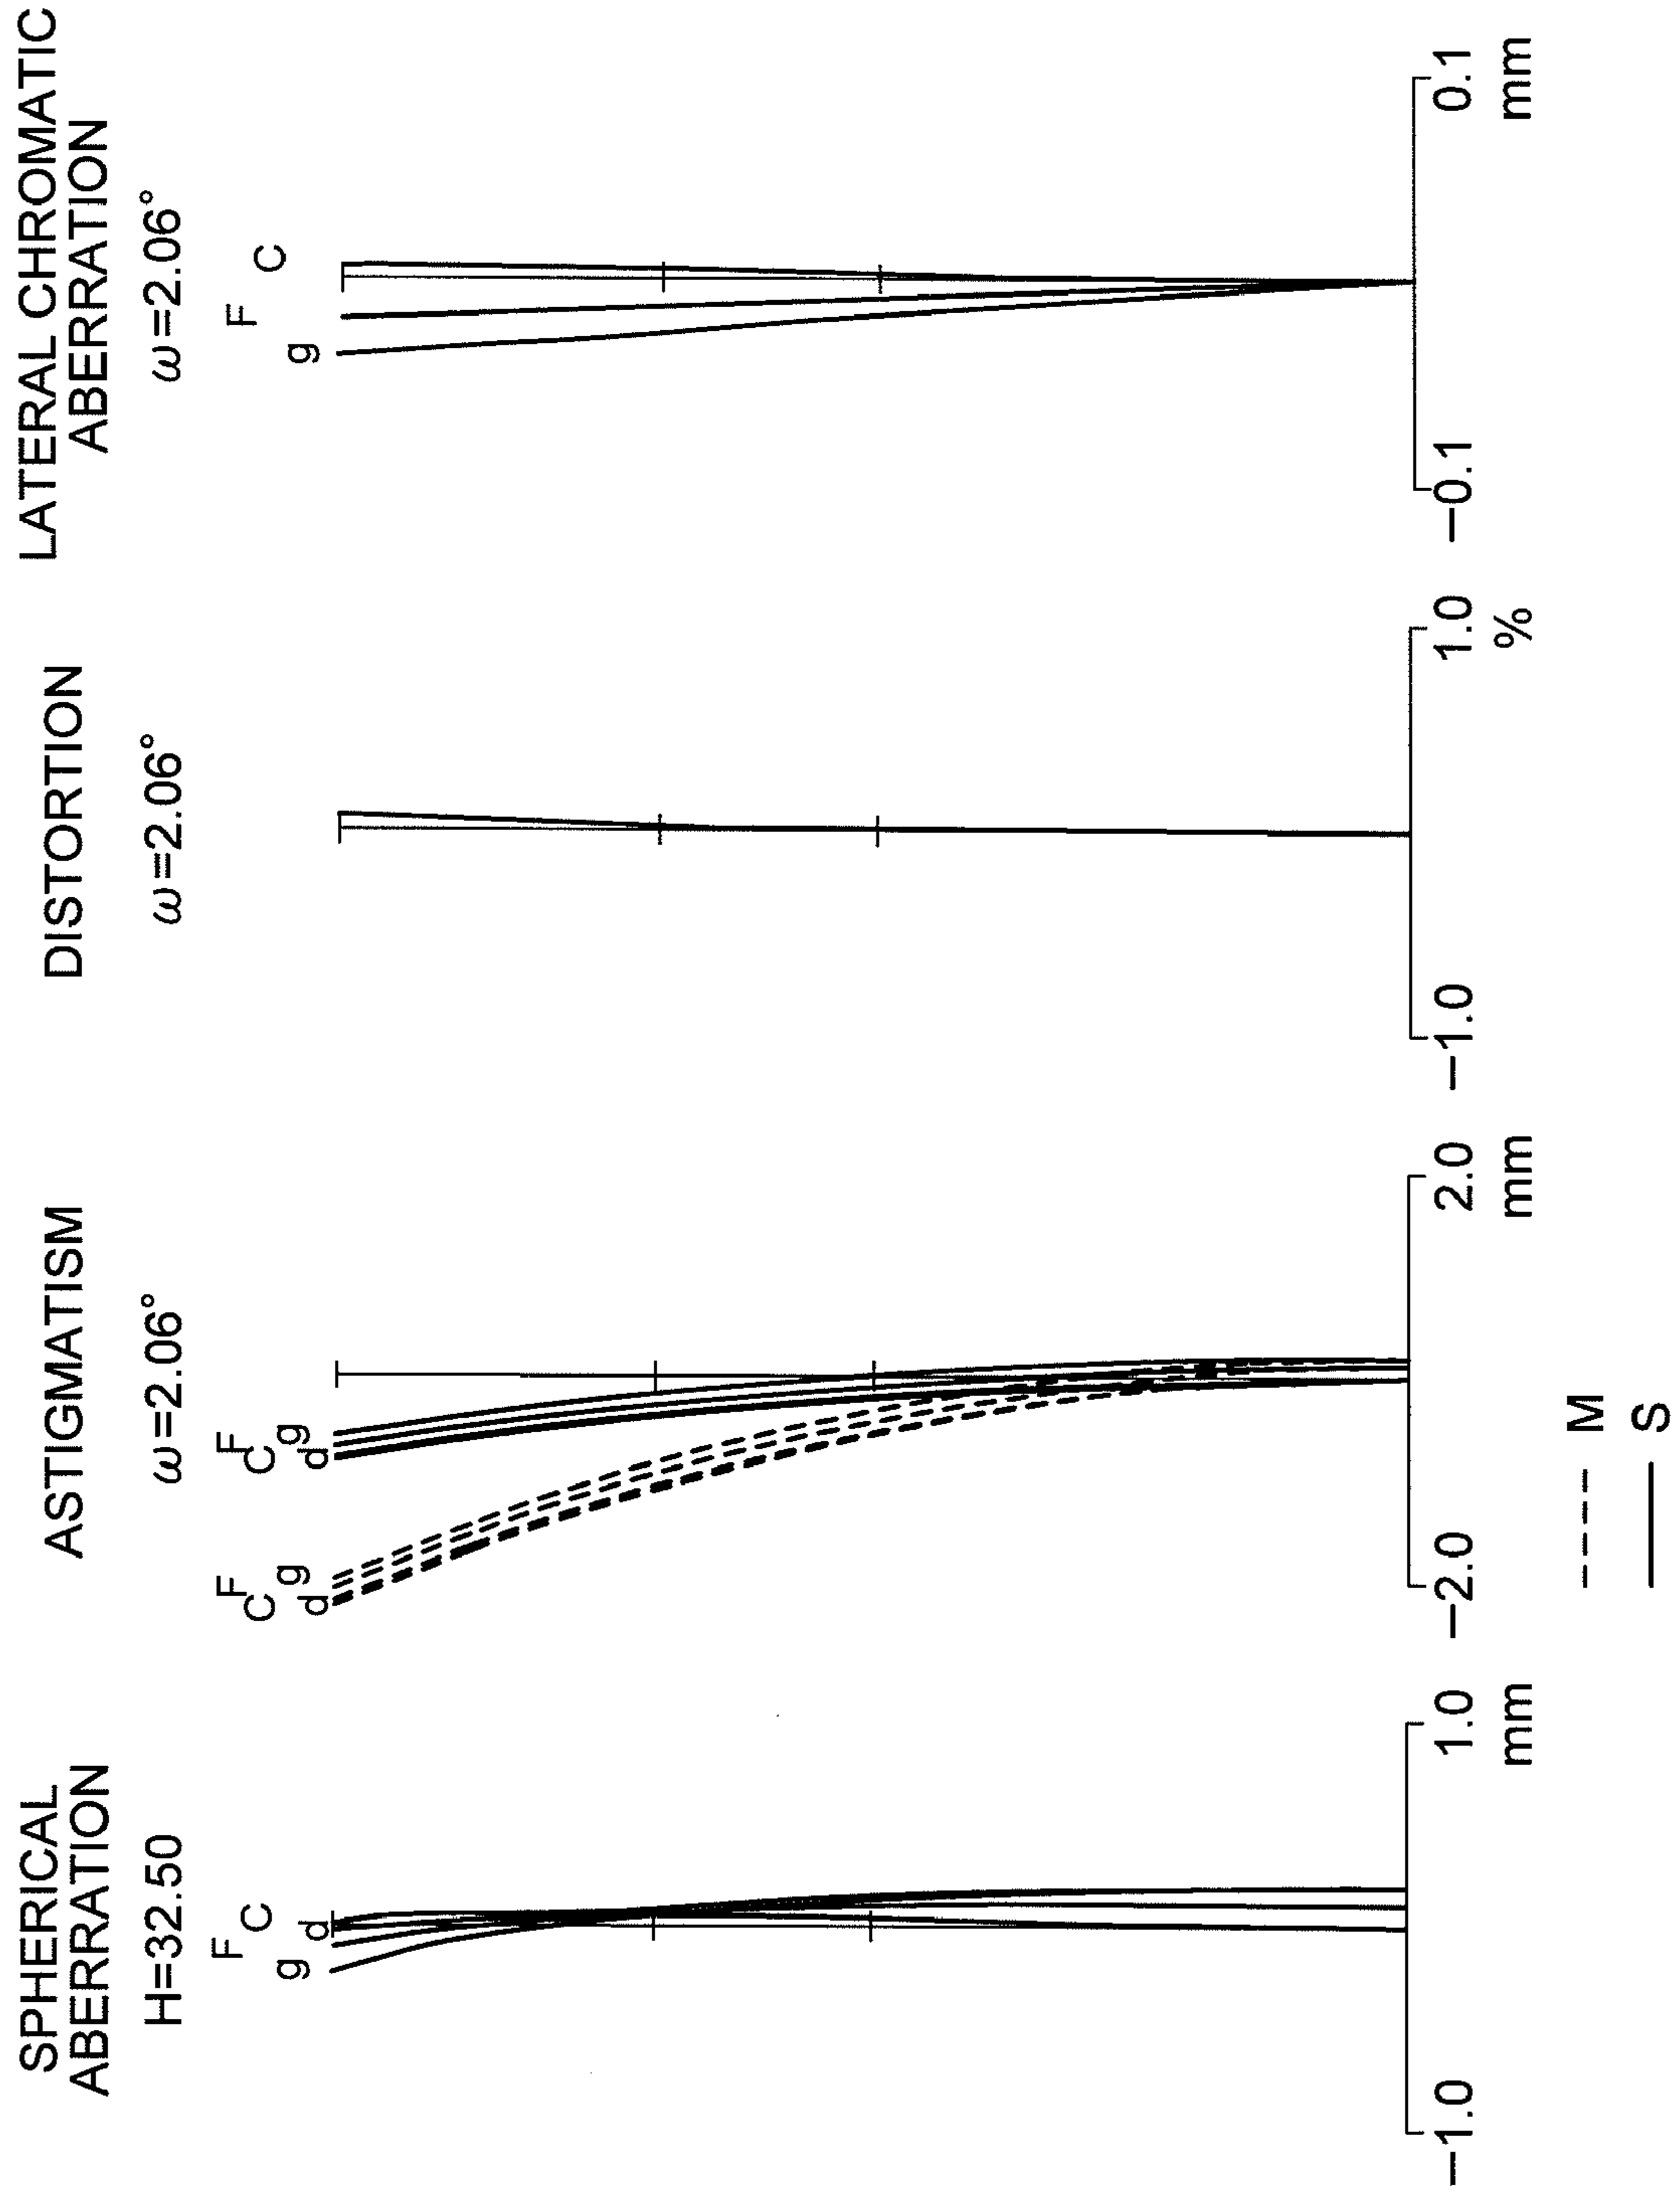 SPHERICAL
ABERRATION
H=32.50
g
F
d
C
−1.0
1.0
mm
ASTIGMATISM
ω=2.06°
d
C
F
g
d
C
F
g
−2.0
2.0
mm
M
S
DISTORTION
ω=2.06°
−1.0
1.0
%
LATERAL CHROMATIC
ABERRATION
ω=2.06°
g
F
C
−0.1
0.1
mm